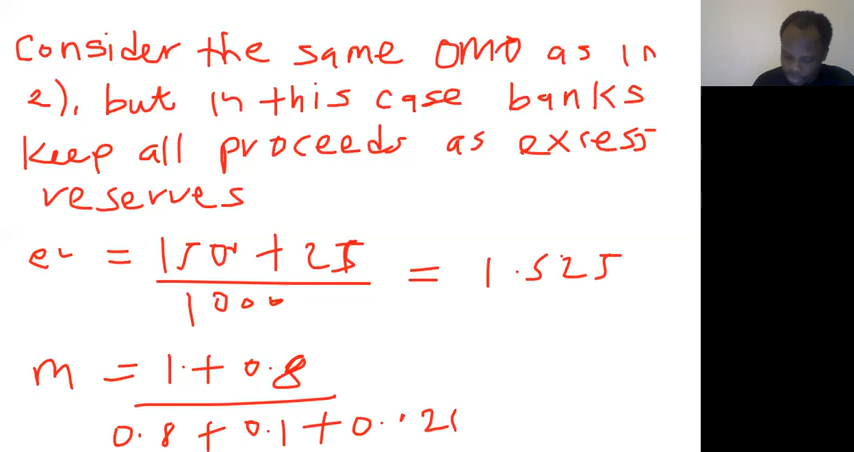 Consider the same OMO as in
2), but in this case banks
keep all proceeds as excess
reserves
er = 1500 + 25 / 1000 = 1.525
m = 1 + 0.8 / 0.8 + 0.1 + 0.